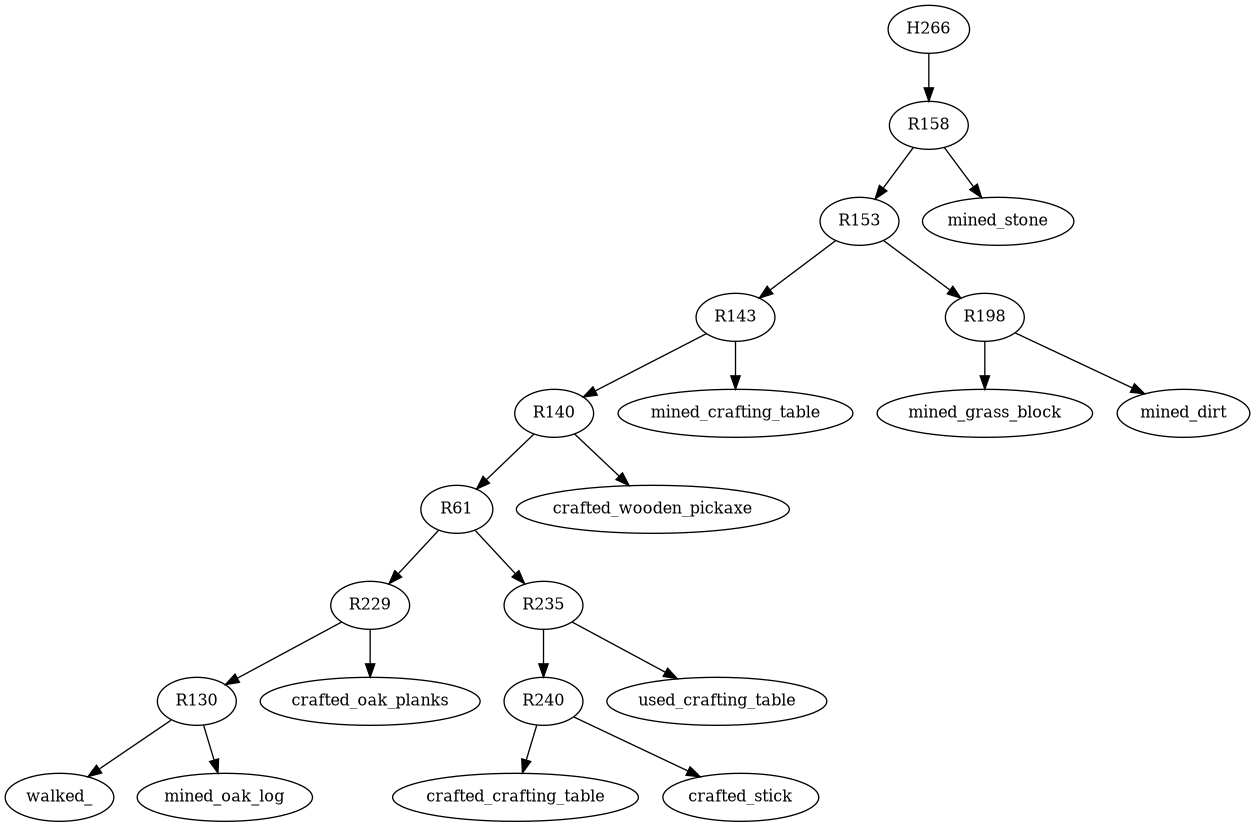 H266
R158
R153
mined_stone
R143
R198
R140
mined_crafting_table
mined_grass_block
mined_dirt
R61
crafted_wooden_pickaxe
R229
R235
R130
crafted_oak_planks
R240
used_crafting_table
walked_
mined_oak_log
crafted_crafting_table
crafted_stick